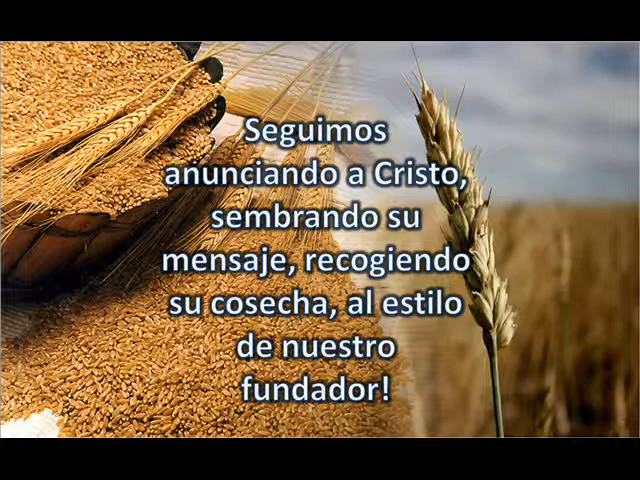 Seguimos
anunciando a Cristo,
sembrando su
mensaje, recogiendo
su cosecha, al estilo
de nuestro
fundador!